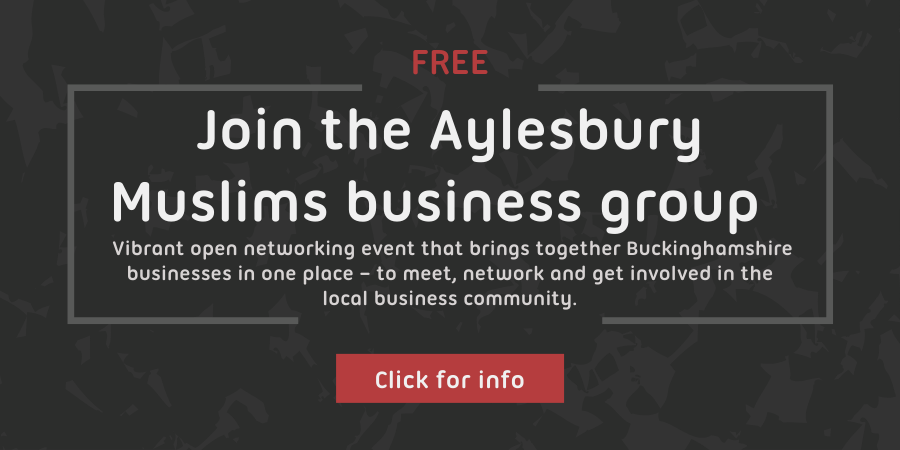 FREE
Join the Aylesbury
Muslims business group
Vibrant open networking event that brings together Buckinghamshire
businesses in one place – to meet, network and get involved in the
local business community.
Click for info